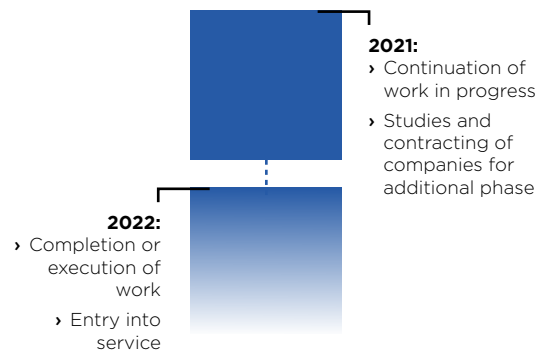 2021:
› Continuation of
work in progress
› Studies and
contracting of
companies for
additional phase
2022:
› Completion or
execution of
work
› Entry into
service